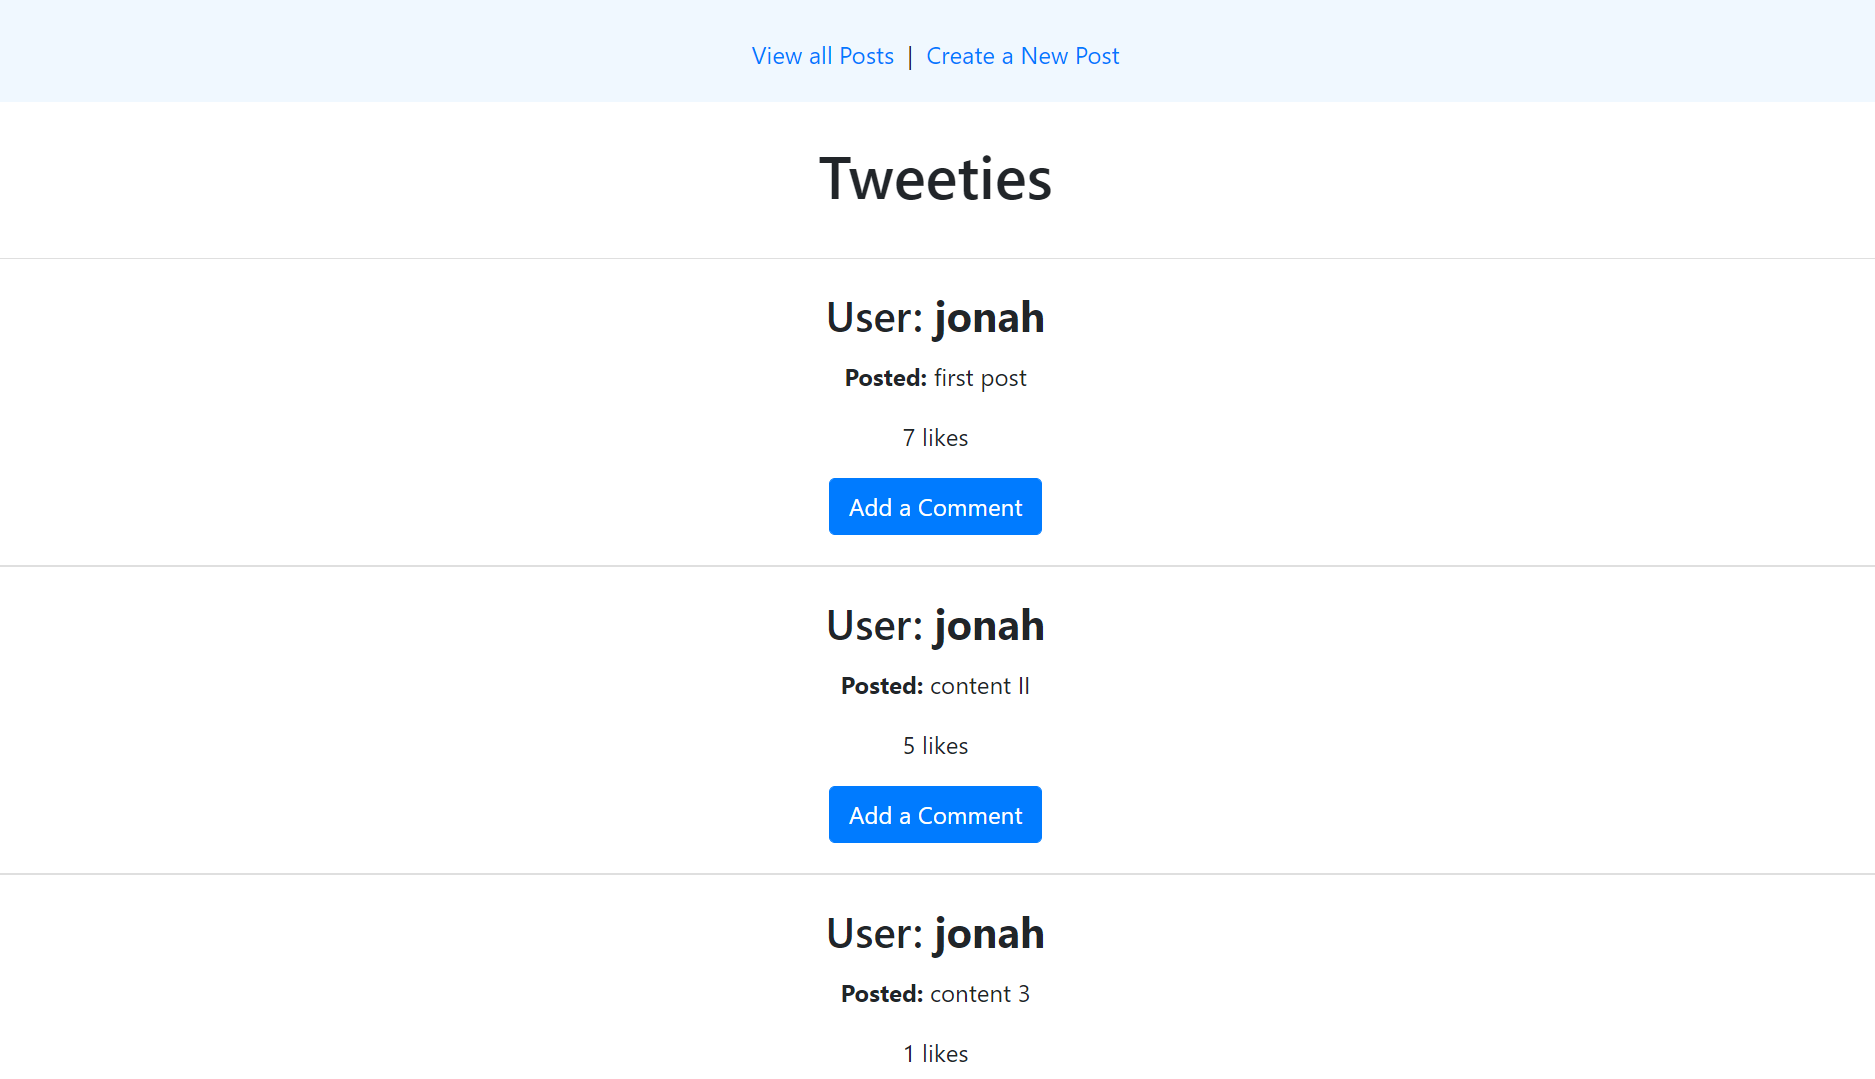 View all Posts | Create a New Post
Tweeties
User: jonah
Posted: first post
7 likes
Add a Comment
User: jonah
Posted: content II
5 likes
Add a Comment
User: jonah
Posted: content 3
1 likes